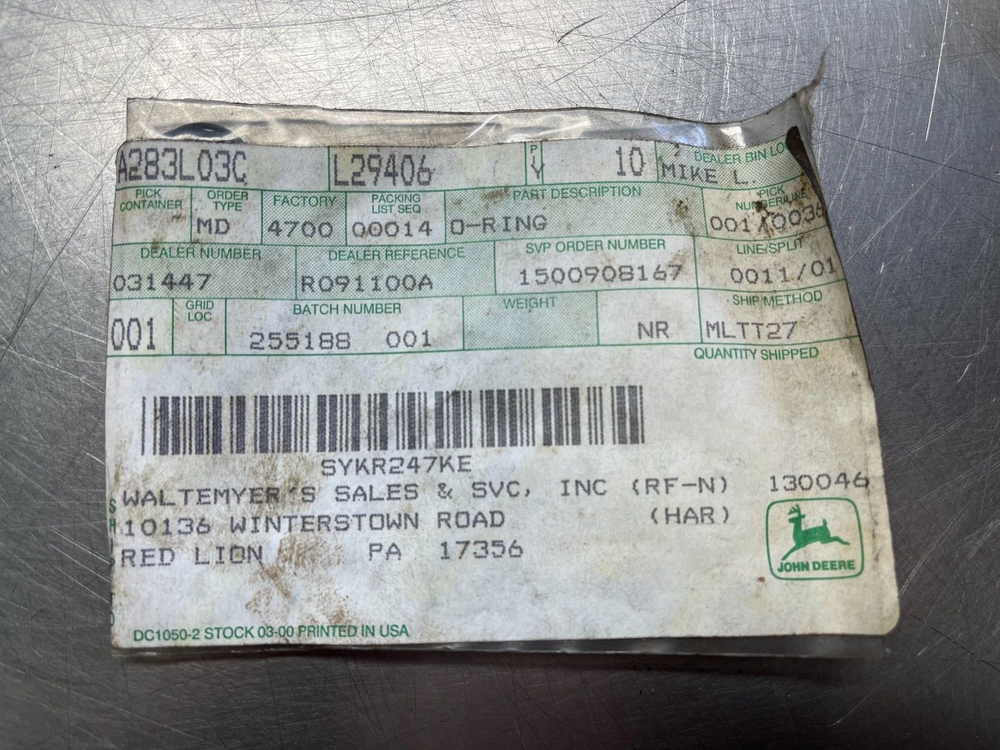 A283L03C L29406 PLY 10 DEALER BIN LOC MIKE L.
PICK CONTAINER ORDER TYPE MD FACTORY 4700 PACKING LIST SEQ 00014 PART DESCRIPTION O-RING PICK NUMBER/LINE 001/0036
DEALER NUMBER 031447 DEALER REFERENCE R091100A SVP ORDER NUMBER 1500908167 LINE/SPLIT 0011/01
001 GRID LOC BATCH NUMBER 255188 001 WEIGHT NR SHIP METHOD MLTT27
QUANTITY SHIPPED
SYKR247KE
WALTEMYER'S SALES & SVC, INC (RF-N) 130046
10136 WINTERSTOWN ROAD (HAR)
RED LION PA 17356
JOHN DEERE
DC1050-2 STOCK 03-00 PRINTED IN USA